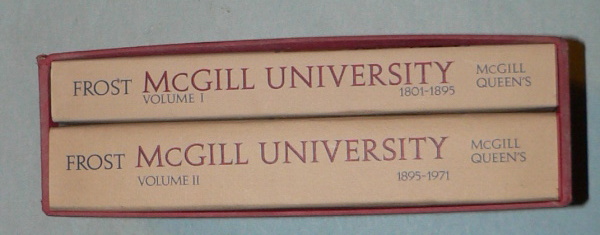 FROST McGILL UNIVERSITY McGILL
VOLUME I 1801-1895 QUEEN'S
FROST McGILL UNIVERSITY McGILL
VOLUME II 1895-1971 QUEEN'S